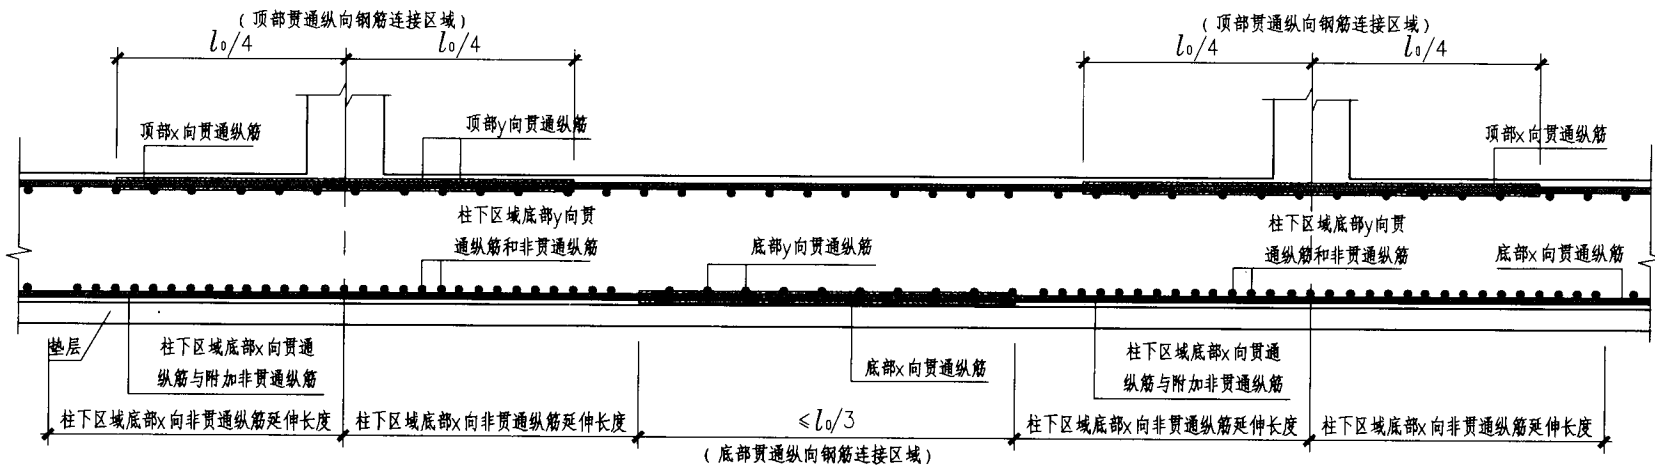 (顶部贯通纵向钢筋连接区域)
(顶部贯通纵向钢筋连接区域)
l₀/4
l₀/4
l₀/4
l₀/4
顶部x向贯通纵筋
顶部y向贯通纵筋
顶部x向贯通纵筋
柱下区域底部y向贯
通纵筋和非贯通纵筋
底部y向贯通纵筋
柱下区域底部y向贯
通纵筋和非贯通纵筋
底部x向贯通纵筋
垫层
柱下区域底部x向贯通
纵筋与附加非贯通纵筋
底部x向贯通纵筋
柱下区域底部x向贯通
纵筋与附加非贯通纵筋
柱下区域底部x向非贯通纵筋延伸长度
柱下区域底部x向非贯通纵筋延伸长度
≤l₀/3
柱下区域底部x向非贯通纵筋延伸长度
柱下区域底部x向非贯通纵筋延伸长度
(底部贯通纵向钢筋连接区域)